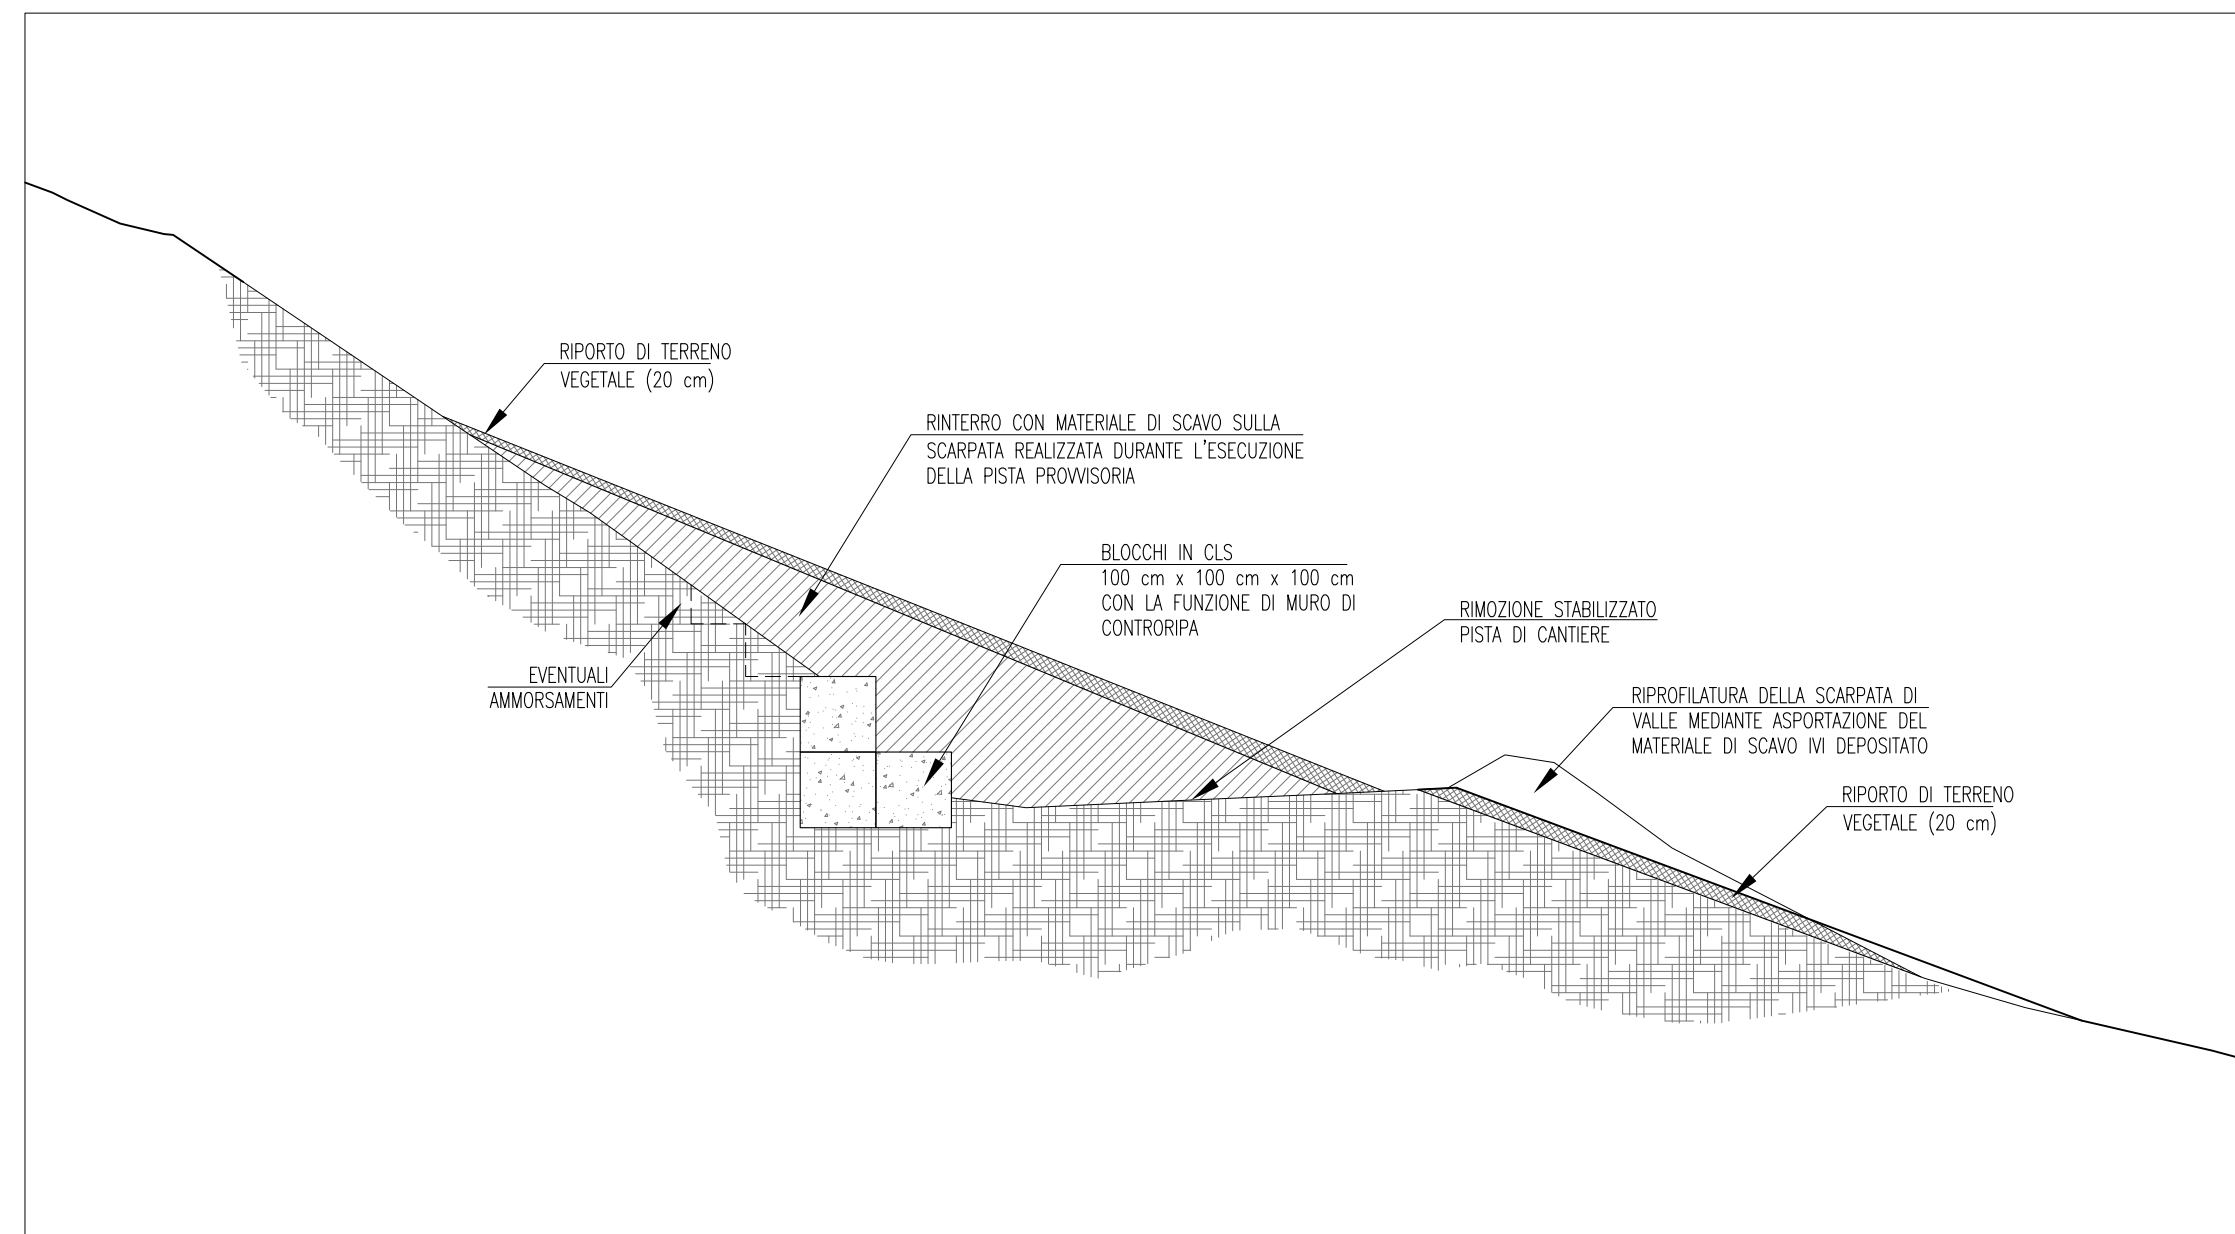 RIPORTO DI TERRENO
VEGETALE (20 cm)
RINTERRO CON MATERIALE DI SCAVO SULLA
SCARPATA REALIZZATA DURANTE L'ESECUZIONE
DELLA PISTA PROVVISORIA
BLOCCHI IN CLS
100 cm x 100 cm x 100 cm
CON LA FUNZIONE DI MURO DI
CONTRORIPA
RIMOZIONE STABILIZZATO
PISTA DI CANTIERE
EVENTUALI
AMMORSAMENTI
RIPROFILATURA DELLA SCARPATA DI
VALLE MEDIANTE ASPORTAZIONE DEL
MATERIALE DI SCAVO IVI DEPOSITATO
RIPORTO DI TERRENO
VEGETALE (20 cm)